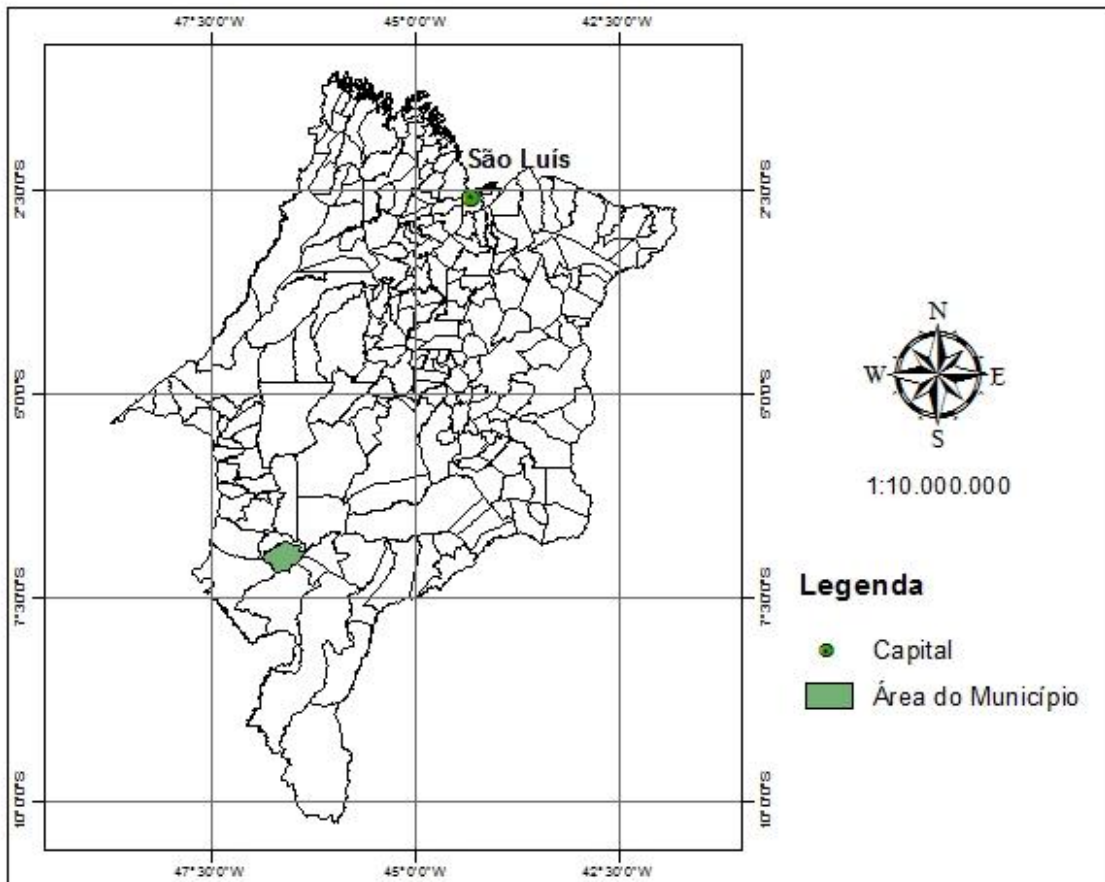 47°30'0"W 45°0'0"W 42°30'0"W
São Luís
2°30'0"S 2°30'0"S
5°0'0"S 5°0'0"S
7°30'0"S 7°30'0"S
10°0'0"S 10°0'0"S
47°30'0"W 45°0'0"W 42°30'0"W
N
W E
S
1:10.000.000
Legenda
Capital
Área do Município